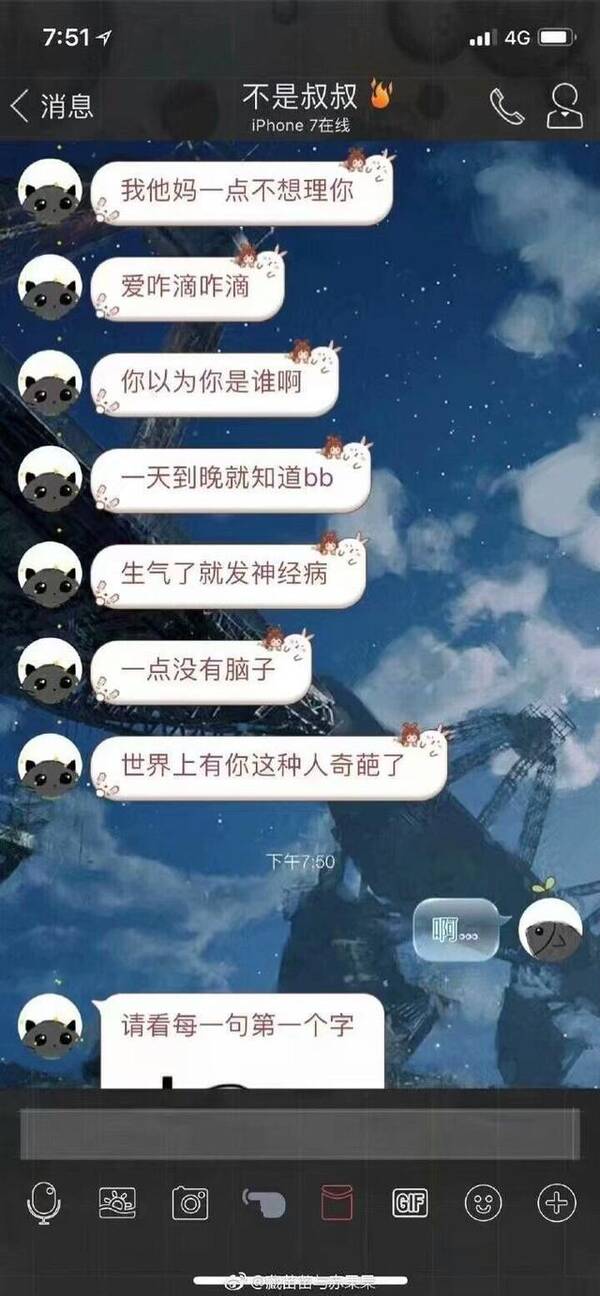 7:51
4G
消息
不是叔叔
iPhone 7在线
我他妈一点不想理你
爱咋滴咋滴
你以为你是谁啊
一天到晚就知道bb
生气了就发神经病
一点没有脑子
世界上有你这种人奇葩了
下午7:50
啊...
请看每一句第一个字
GIF